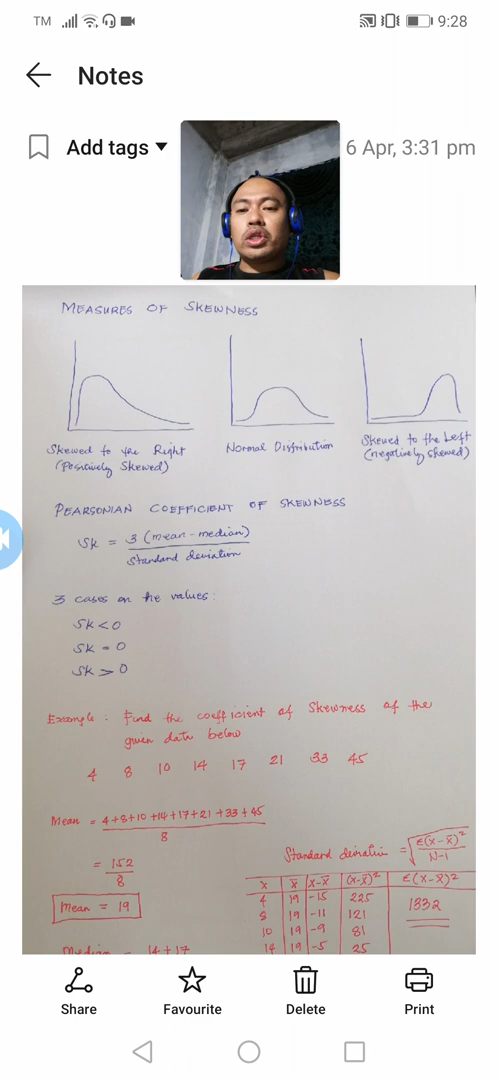 TM 9:28
Notes
Add tags 6 Apr, 3:31 pm
MEASURES OF SKEWNESS
Skewed to the Right
(Positively Skewed)
Normal Distribution
Skewed to the Left
(negatively skewed)
PEARSONIAN COEFFICIENT OF SKEWNESS
Sk = 3 (mean - median)
Standard deviation
3 cases on the values:
Sk < 0
Sk = 0
Sk > 0
Example: Find the coefficient of Skewness of the
given data below
4 8 10 14 17 21 33 45
Mean = 4+8+10+14+17+21+33+45
8
= 152
8
Mean = 19
Median = 14+17
Standard deviation = √Σ(x-x̄)²
N-1
x x̄ x-x̄ (x-x̄)² Σ(x-x̄)²
4 19 -15 225 1332
8 19 -11 121
10 19 -9 81
14 19 -5 25
Share Favourite Delete Print